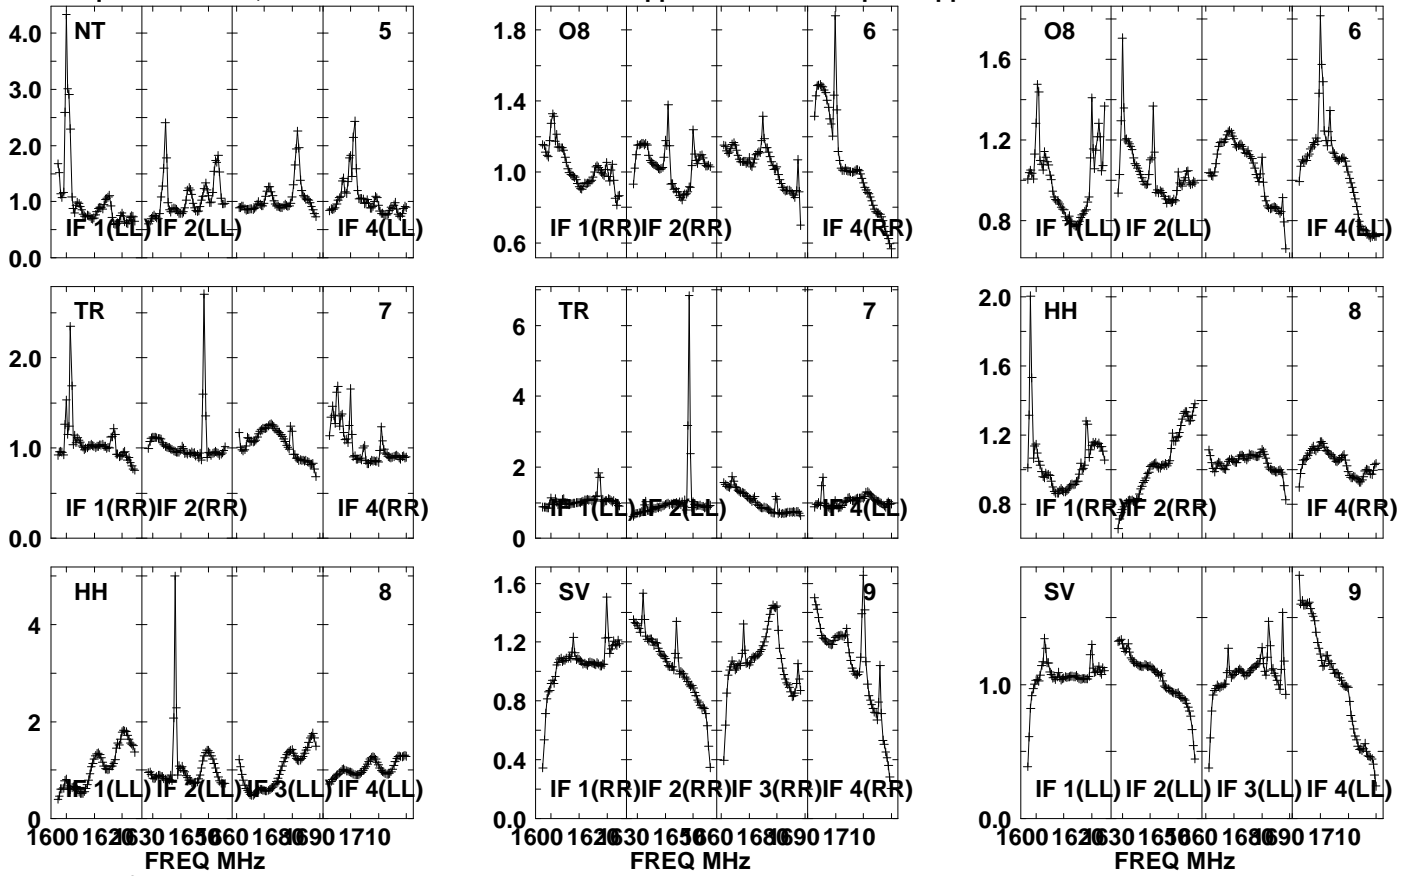 NT 5 O8 6 O8 6
4.0 1.8 1.6
3.0 1.4
2.0 1.0 1.2
1.0 0.6 0.8
0.0
IF 1(LL) IF 2(LL) IF 4(LL) IF 1(RR) IF 2(RR) IF 4(RR) IF 1(LL) IF 2(LL) IF 4(LL)
TR 7 TR 7 HH 8
2.0 6 2.0
1.0 4 1.6
0.0 2 1.2
0 0.8
IF 1(RR) IF 2(RR) IF 4(RR) IF 1(LL) IF 2(LL) IF 4(LL) IF 1(RR) IF 2(RR) IF 4(RR)
HH 8 SV 9 SV 9
4 1.6 1.0
2 1.2 0.0
0 0.8
0.4
0.0
IF 1(LL) IF 2(LL) IF 3(LL) IF 4(LL) IF 1(RR) IF 2(RR) IF 3(RR) IF 4(RR) IF 1(LL) IF 2(LL) IF 3(LL) IF 4(LL)
1600 1620 1630 1650 1660 1680 1690 1710 1600 1620 1630 1650 1660 1680 1690 1710 1600 1620 1630 1650 1660 1680 1690 1710
FREQ MHz FREQ MHz FREQ MHz